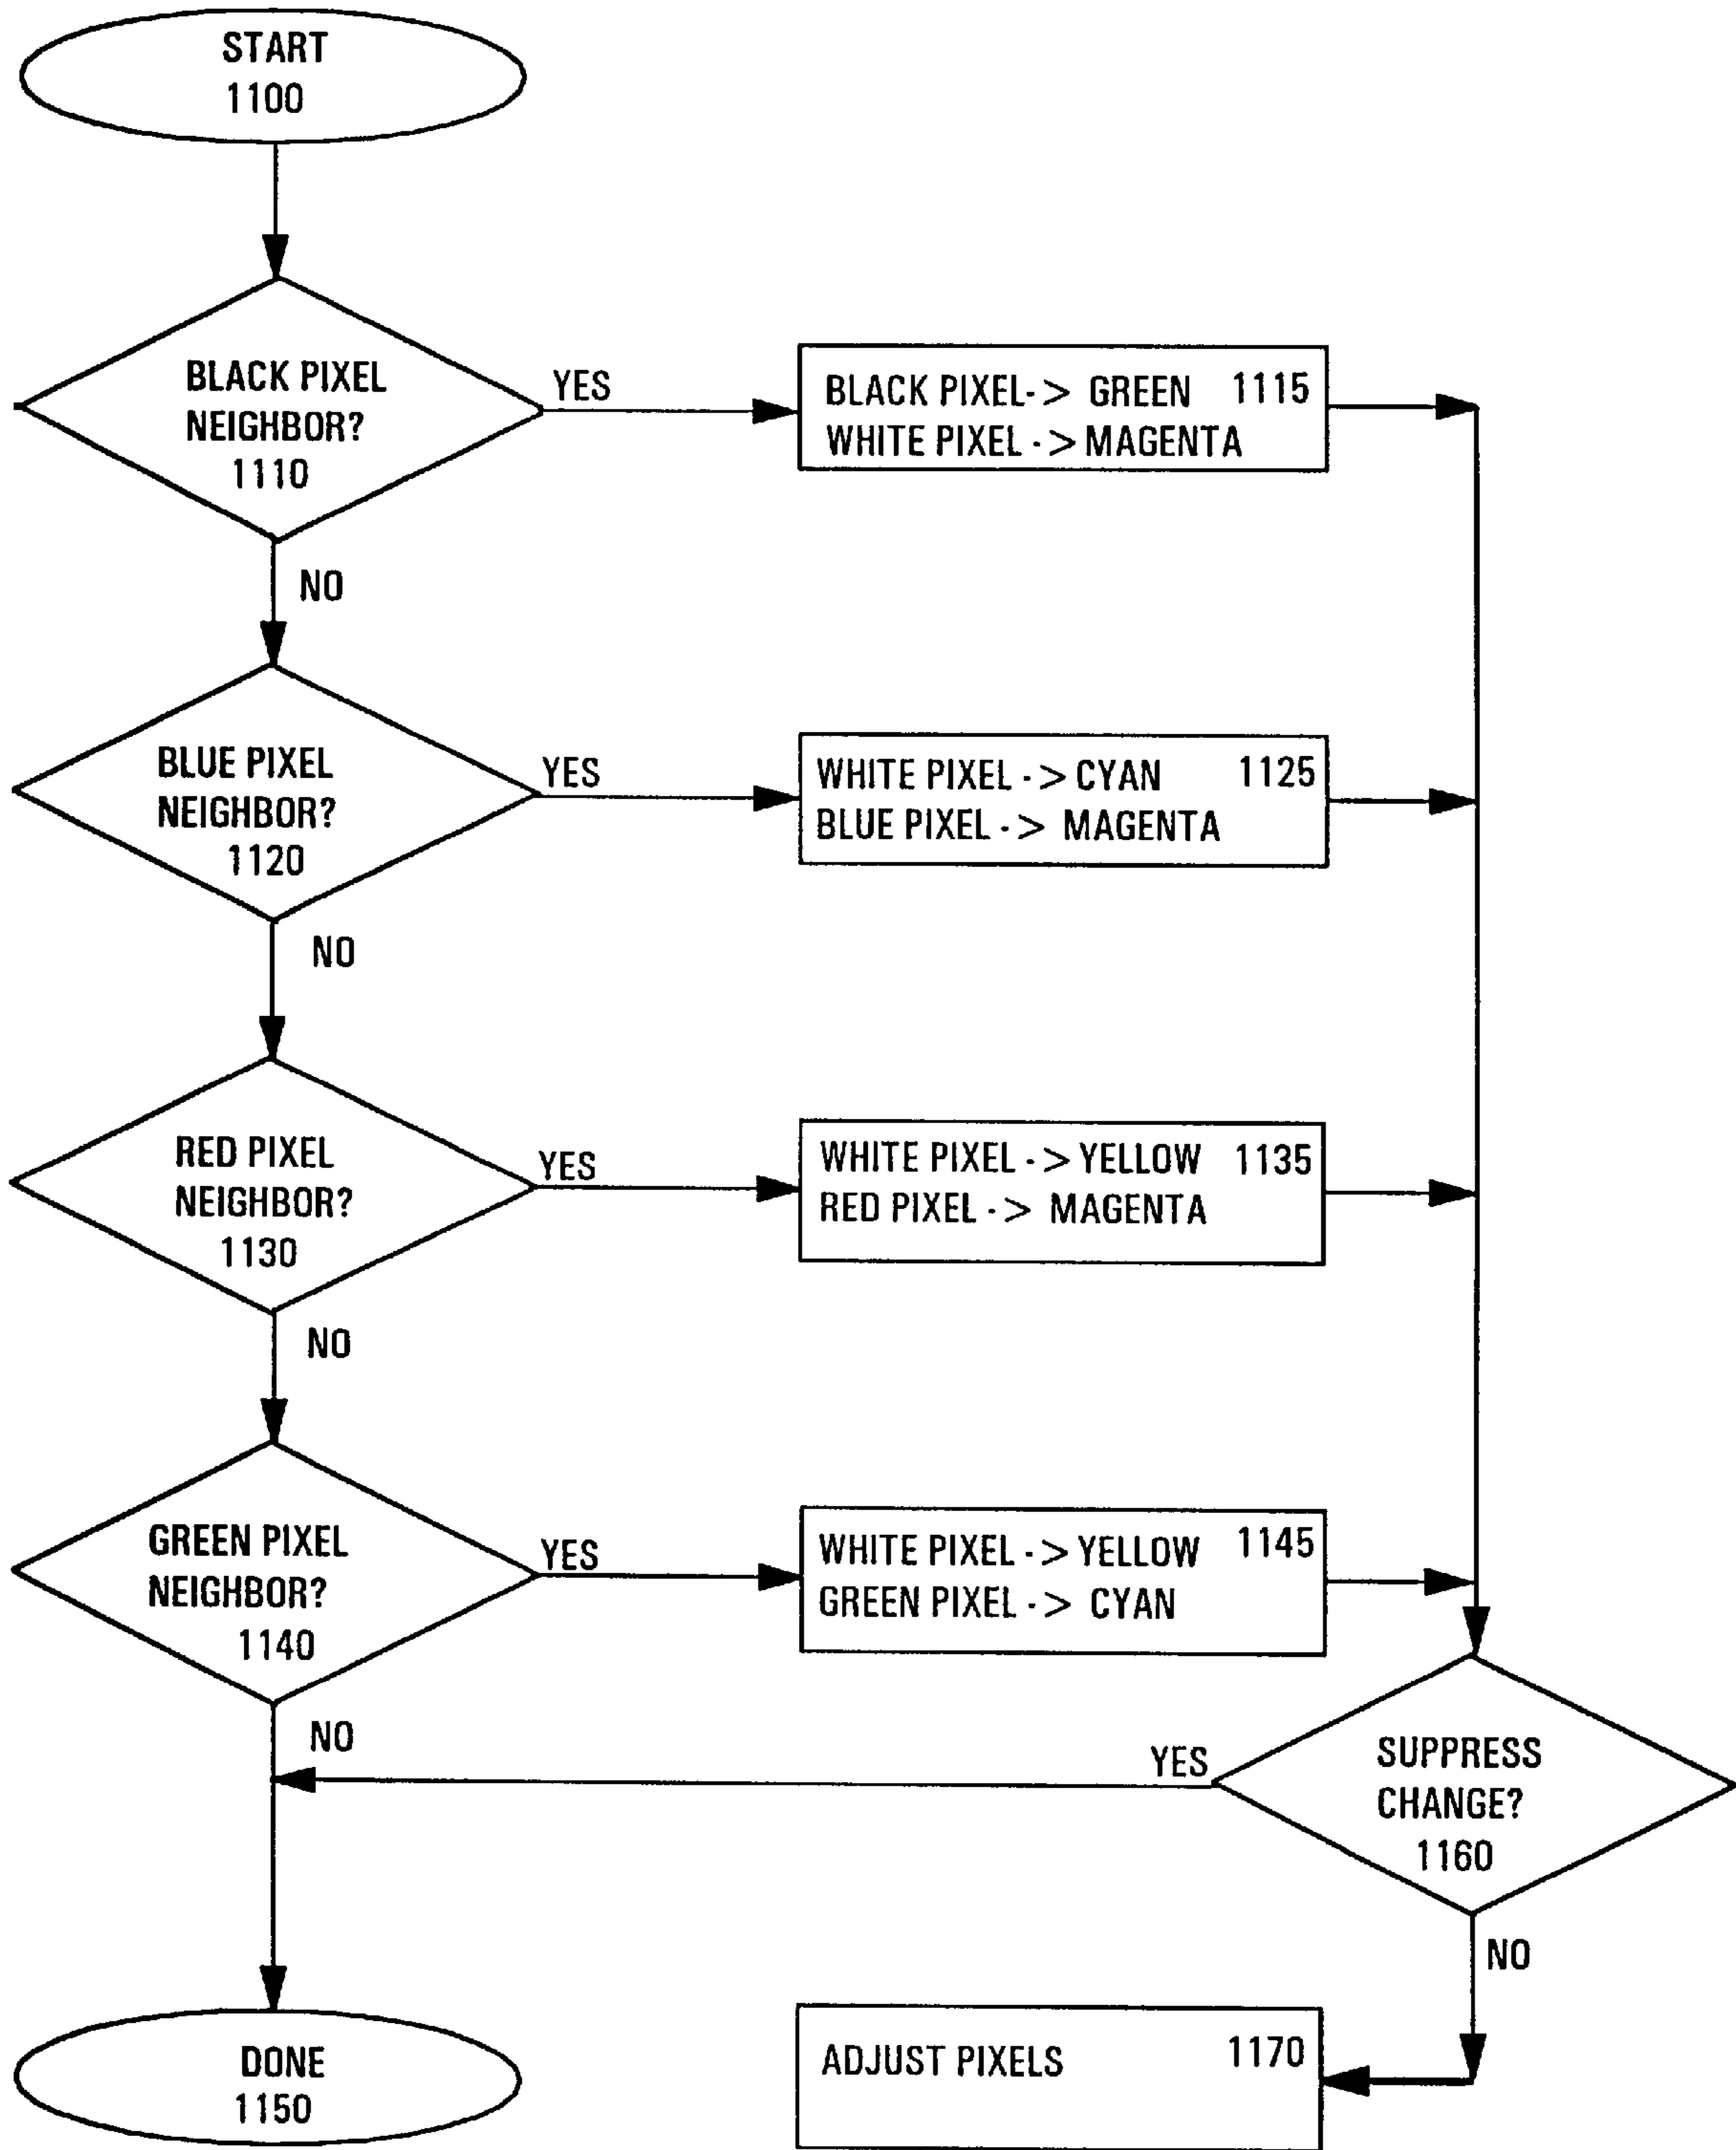 START
1100
BLACK PIXEL
NEIGHBOR?
1110
YES
BLACK PIXEL- > GREEN 1115
WHITE PIXEL - > MAGENTA
NO
BLUE PIXEL
NEIGHBOR?
1120
YES
WHITE PIXEL - > CYAN 1125
BLUE PIXEL - > MAGENTA
NO
RED PIXEL
NEIGHBOR?
1130
YES
WHITE PIXEL - > YELLOW 1135
RED PIXEL - > MAGENTA
NO
GREEN PIXEL
NEIGHBOR?
1140
YES
WHITE PIXEL - > YELLOW 1145
GREEN PIXEL - > CYAN
NO
YES
SUPPRESS
CHANGE?
1160
NO
DONE
1150
ADJUST PIXELS 1170